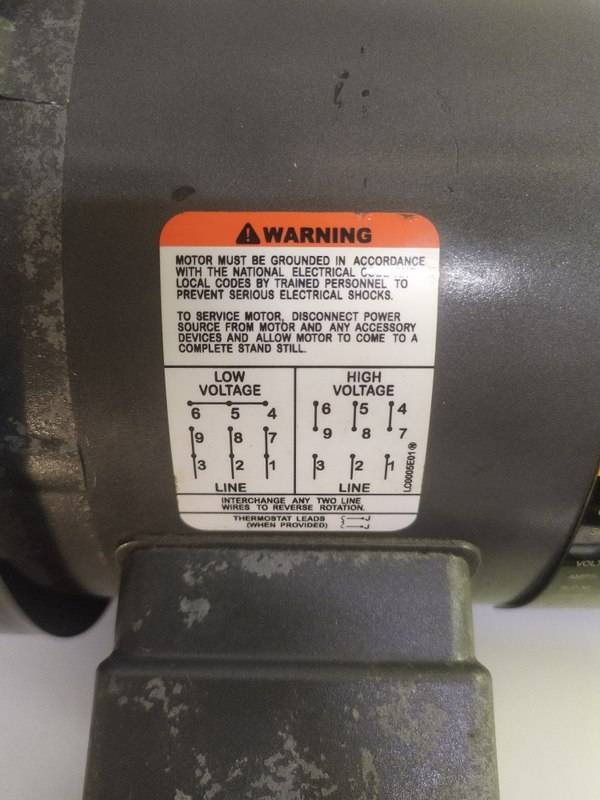 WARNING
MOTOR MUST BE GROUNDED IN ACCORDANCE
WITH THE NATIONAL ELECTRICAL
LOCAL CODES BY TRAINED PERSONNEL TO
PREVENT SERIOUS ELECTRICAL SHOCKS.
TO SERVICE MOTOR, DISCONNECT POWER
SOURCE FROM MOTOR AND ANY ACCESSORY
DEVICES AND ALLOW MOTOR TO COME TO A
COMPLETE STAND STILL.
LOW
VOLTAGE
6 5 4
9 8 7
3 2 1
LINE
HIGH
VOLTAGE
6 5 4
9 8 7
3 2 1
LINE
LC0005E01
INTERCHANGE ANY TWO LINE
WIRES TO REVERSE ROTATION.
THERMOSTAT LEADS J
(WHEN PROVIDED) J